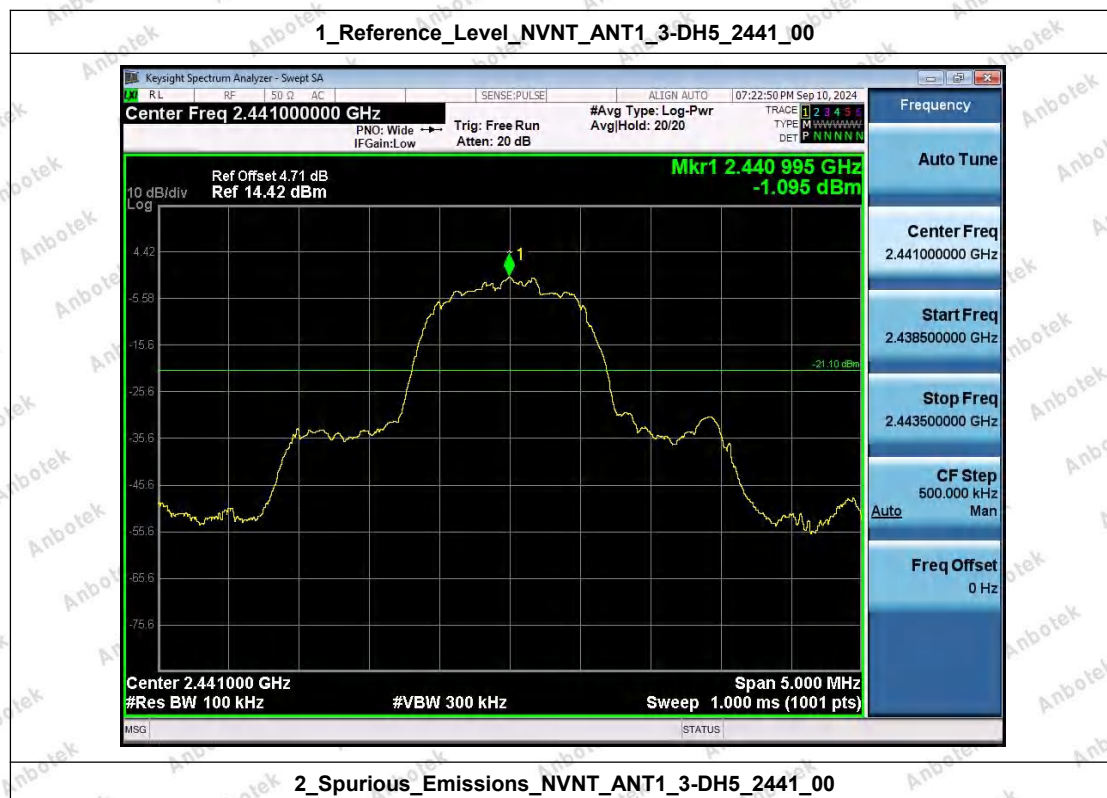 1_Reference_Level_NVNT_ANT1_3-DH5_2441_00
Keysight Spectrum Analyzer - Swept SA
LXI RL RF 50 Ω AC SENSE:PULSE ALIGN AUTO 07:22:50 PM Sep 10, 2024
Center Freq 2.441000000 GHz
PNO: Wide
IFGain:Low
Trig: Free Run
Atten: 20 dB
#Avg Type: Log-Pwr
Avg|Hold: 20/20
TRACE 1 2 3 4 5 6
TYPE M WWWWW
DET P N N N N N
Mkr1 2.440 995 GHz
-1.095 dBm
Ref Offset 4.71 dB
10 dB/div Ref 14.42 dBm
Log
1
4.42
-5.58
-15.6
-21.10 dBm
-25.6
-35.6
-45.6
-55.6
-65.6
-75.6
Center 2.441000 GHz Span 5.000 MHz
#Res BW 100 kHz #VBW 300 kHz Sweep 1.000 ms (1001 pts)
MSG STATUS
Frequency
Auto Tune
Center Freq
2.441000000 GHz
Start Freq
2.438500000 GHz
Stop Freq
2.443500000 GHz
CF Step
500.000 kHz
Auto Man
Freq Offset
0 Hz
2_Spurious_Emissions_NVNT_ANT1_3-DH5_2441_00
Anbotek